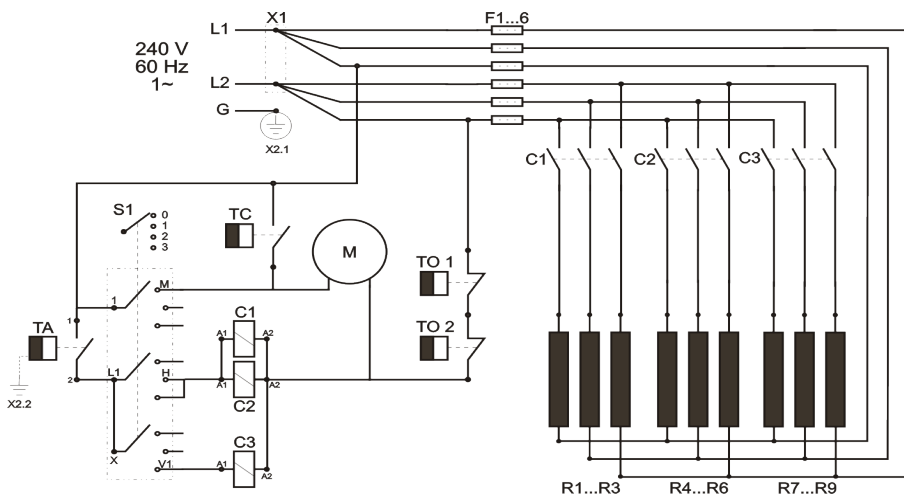 X1
F1...6
L1
240 V
60 Hz
1~
L2
G
X2.1
C1
C2
C3
S1
0
1
2
3
TC
M
TO 1
TO 2
TA
1
2
X2.2
1
M
L1
H
X
V1
C1
A1
A2
A1
A2
C2
C3
A1
A2
R1...R3
R4...R6
R7...R9